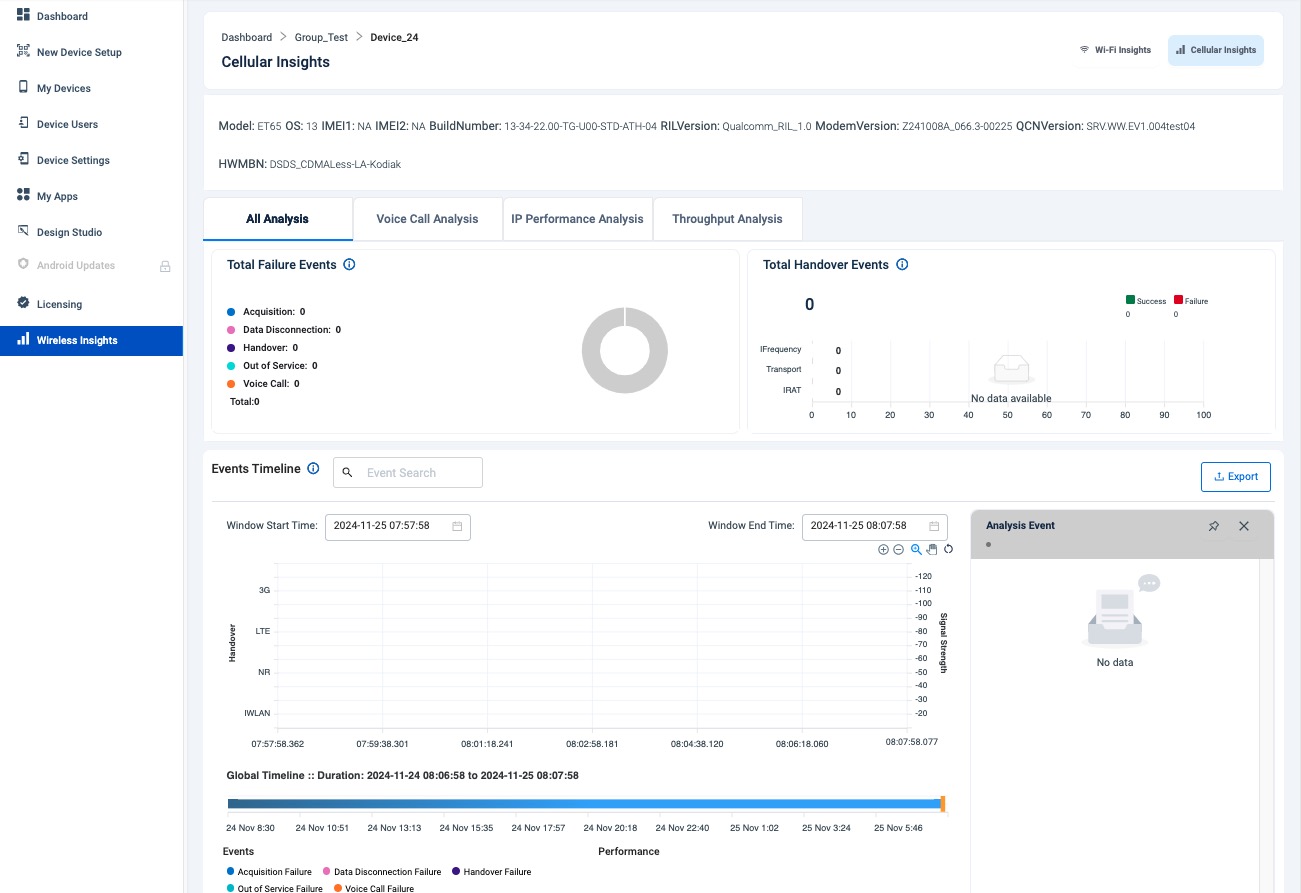 Dashboard
New Device Setup
My Devices
Device Users
Device Settings
My Apps
Design Studio
Android Updates
Licensing
Wireless Insights
Dashboard > Group_Test > Device_24
Cellular Insights
Wi-Fi Insights
Cellular Insights
Model: ET65 OS: 13 IMEI1: NA IMEI2: NA BuildNumber: 13-34-22.00-TG-U00-STD-ATH-04 RILVersion: Qualcomm_RIL_1.0 ModemVersion: Z241008A_066.3-00225 QCNVersion: SRV.WW.EV1.004test04
HWMBN: DSDS_CDMALess-LA-Kodiak
All Analysis
Voice Call Analysis
IP Performance Analysis
Throughput Analysis
Total Failure Events
Acquisition: 0
Data Disconnection: 0
Handover: 0
Out of Service: 0
Voice Call: 0
Total:0
Total Handover Events
0
Success Failure
0 0
IFrequency 0
Transport 0
IRAT 0
No data available
0 10 20 30 40 50 60 70 80 90 100
Events Timeline
Event Search
Export
Window Start Time: 2024-11-25 07:57:58
Window End Time: 2024-11-25 08:07:58
Handover
3G
LTE
NR
IWLAN
-120
-110
-100
-90
-80
-70
-60
-50
-40
-30
-20
Signal Strength
07:57:58.362 07:59:38.301 08:01:18.241 08:02:58.181 08:04:38.120 08:06:18.060 08:07:58.077
Global Timeline :: Duration: 2024-11-24 08:06:58 to 2024-11-25 08:07:58
24 Nov 8:30 24 Nov 10:51 24 Nov 13:13 24 Nov 15:35 24 Nov 17:57 24 Nov 20:18 24 Nov 22:40 25 Nov 1:02 25 Nov 3:24 25 Nov 5:46
Events
Acquisition Failure Data Disconnection Failure Handover Failure
Out of Service Failure Voice Call Failure
Performance
Analysis Event
No data